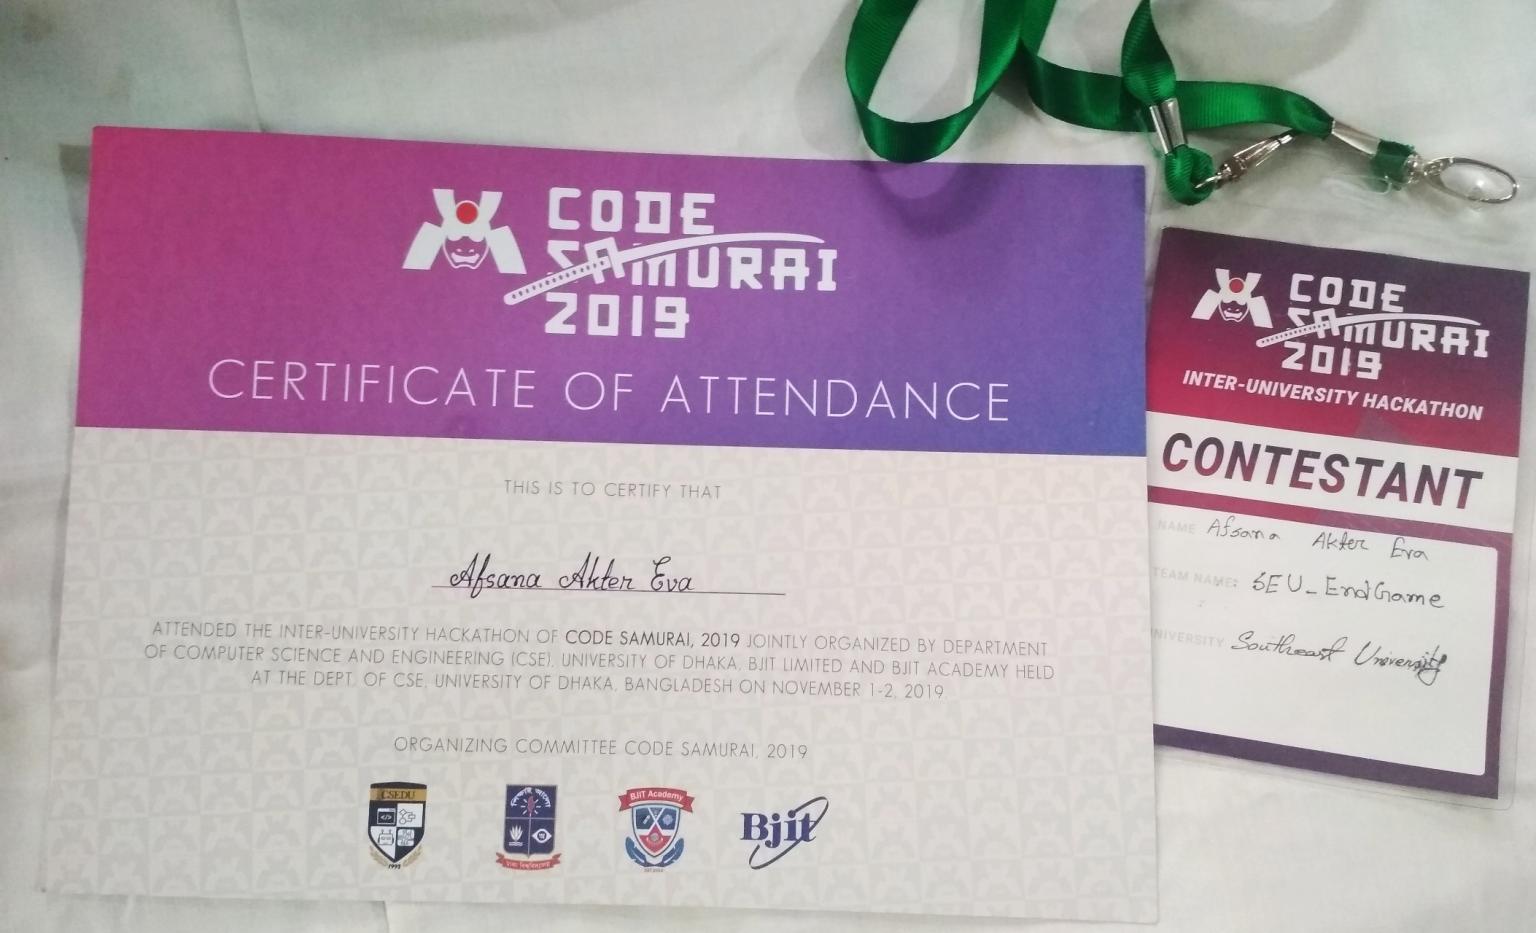 CODE
SAMURAI
2019
CERTIFICATE OF ATTENDANCE
THIS IS TO CERTIFY THAT
Afsana Akter Eva
ATTENDED THE INTER-UNIVERSITY HACKATHON OF CODE SAMURAI, 2019 JOINTLY ORGANIZED BY DEPARTMENT
OF COMPUTER SCIENCE AND ENGINEERING (CSE), UNIVERSITY OF DHAKA, BJIT LIMITED AND BJIT ACADEMY HELD
AT THE DEPT. OF CSE, UNIVERSITY OF DHAKA, BANGLADESH ON NOVEMBER 1-2, 2019
ORGANIZING COMMITTEE CODE SAMURAI, 2019
CSEDU
</>
1992
BJIT Academy
Bjit
CODE
SAMURAI
2019
INTER-UNIVERSITY HACKATHON
CONTESTANT
NAME Afsana Akter Eva
TEAM NAME: SEU_EndGame
UNIVERSITY Southeast University